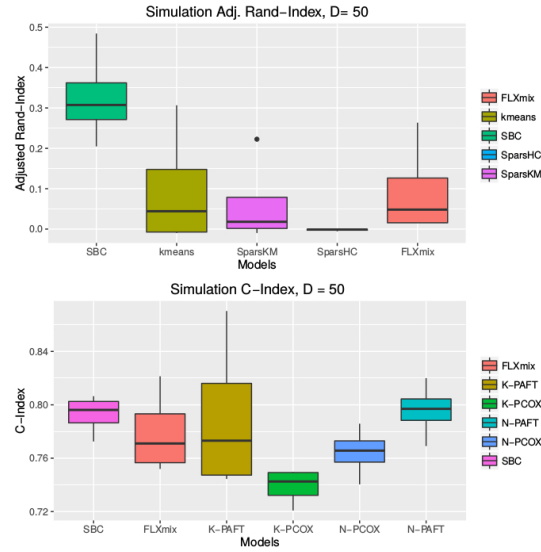 Simulation Adj. Rand−Index, D= 50
Adjusted Rand−Index
0.5
0.4
0.3
0.2
0.1
0.0
SBC kmeans SparsKM SparsHC FLXmix
Models
FLXmix
kmeans
SBC
SparsHC
SparsKM
Simulation C−Index, D = 50
C−Index
0.84
0.80
0.76
0.72
SBC FLXmix K−PAFT K−PCOX N−PCOX N−PAFT
Models
FLXmix
K−PAFT
K−PCOX
N−PAFT
N−PCOX
SBC